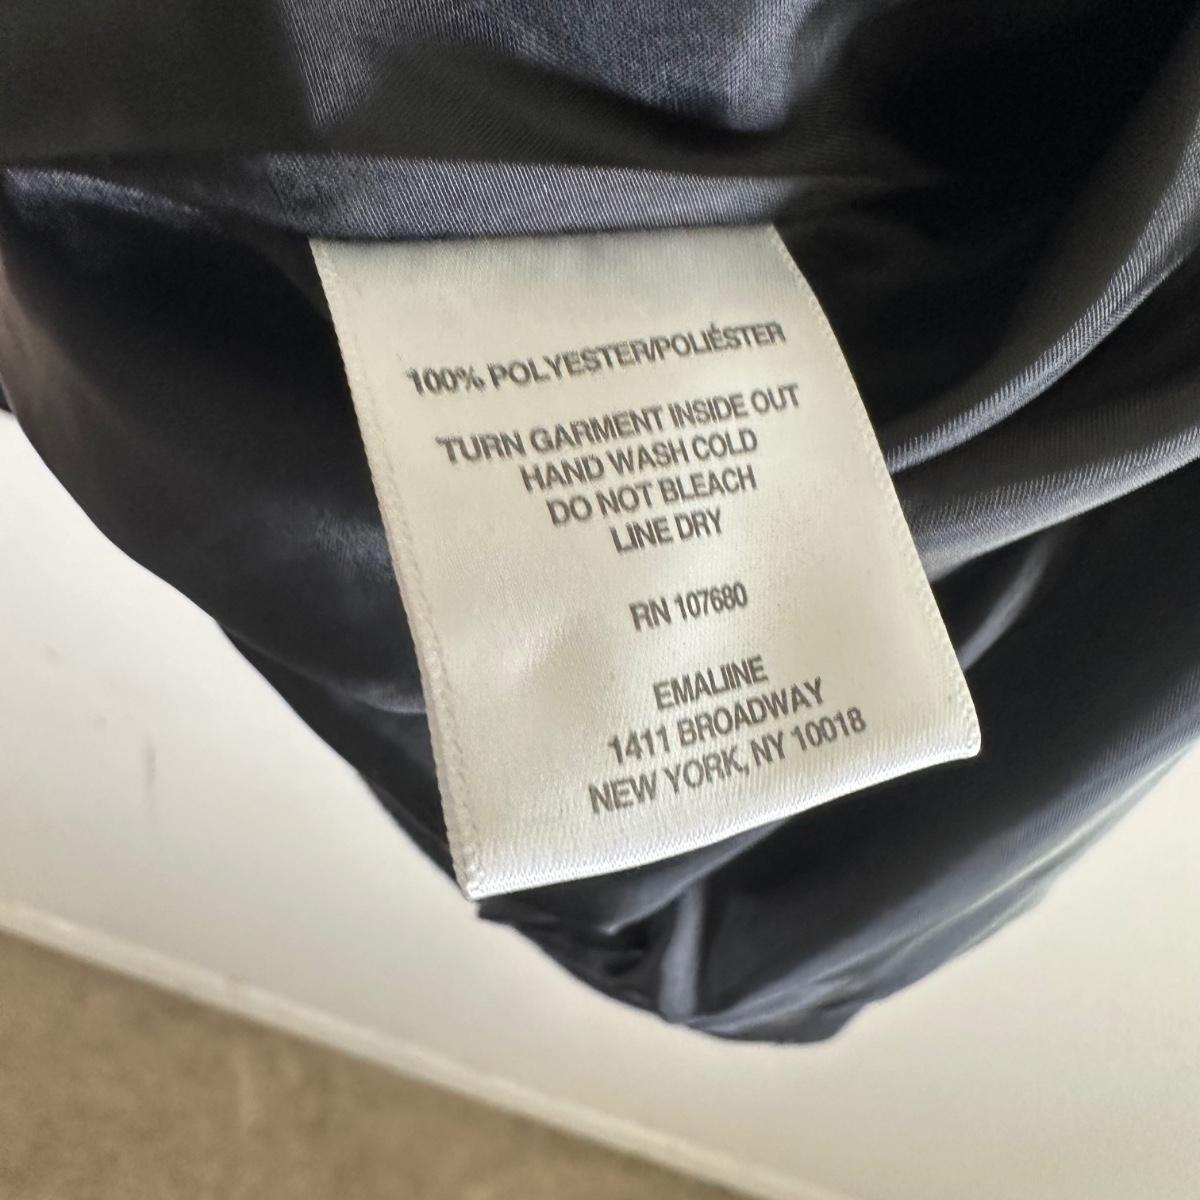 100% POLYESTER/POLIÉSTER
TURN GARMENT INSIDE OUT
HAND WASH COLD
DO NOT BLEACH
LINE DRY
RN 107680
EMALIINE
1411 BROADWAY
NEW YORK, NY 10018